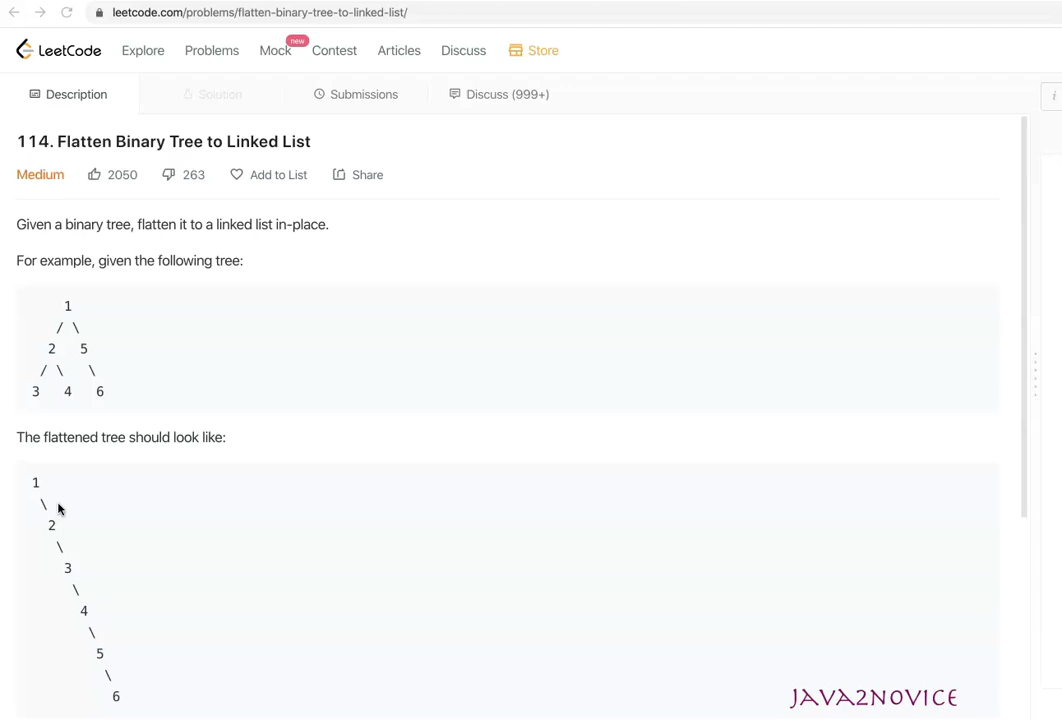 leetcode.com/problems/flatten-binary-tree-to-linked-list/
LeetCode Explore Problems Mock new Contest Articles Discuss Store
Description Solution Submissions Discuss (999+)
i
114. Flatten Binary Tree to Linked List
Medium 2050 263 Add to List Share
Given a binary tree, flatten it to a linked list in-place.
For example, given the following tree:
1
/ \
2 5
/ \ \
3 4 6
The flattened tree should look like:
1
\
2
\
3
\
4
\
5
\
6
JAVA2NOVICE